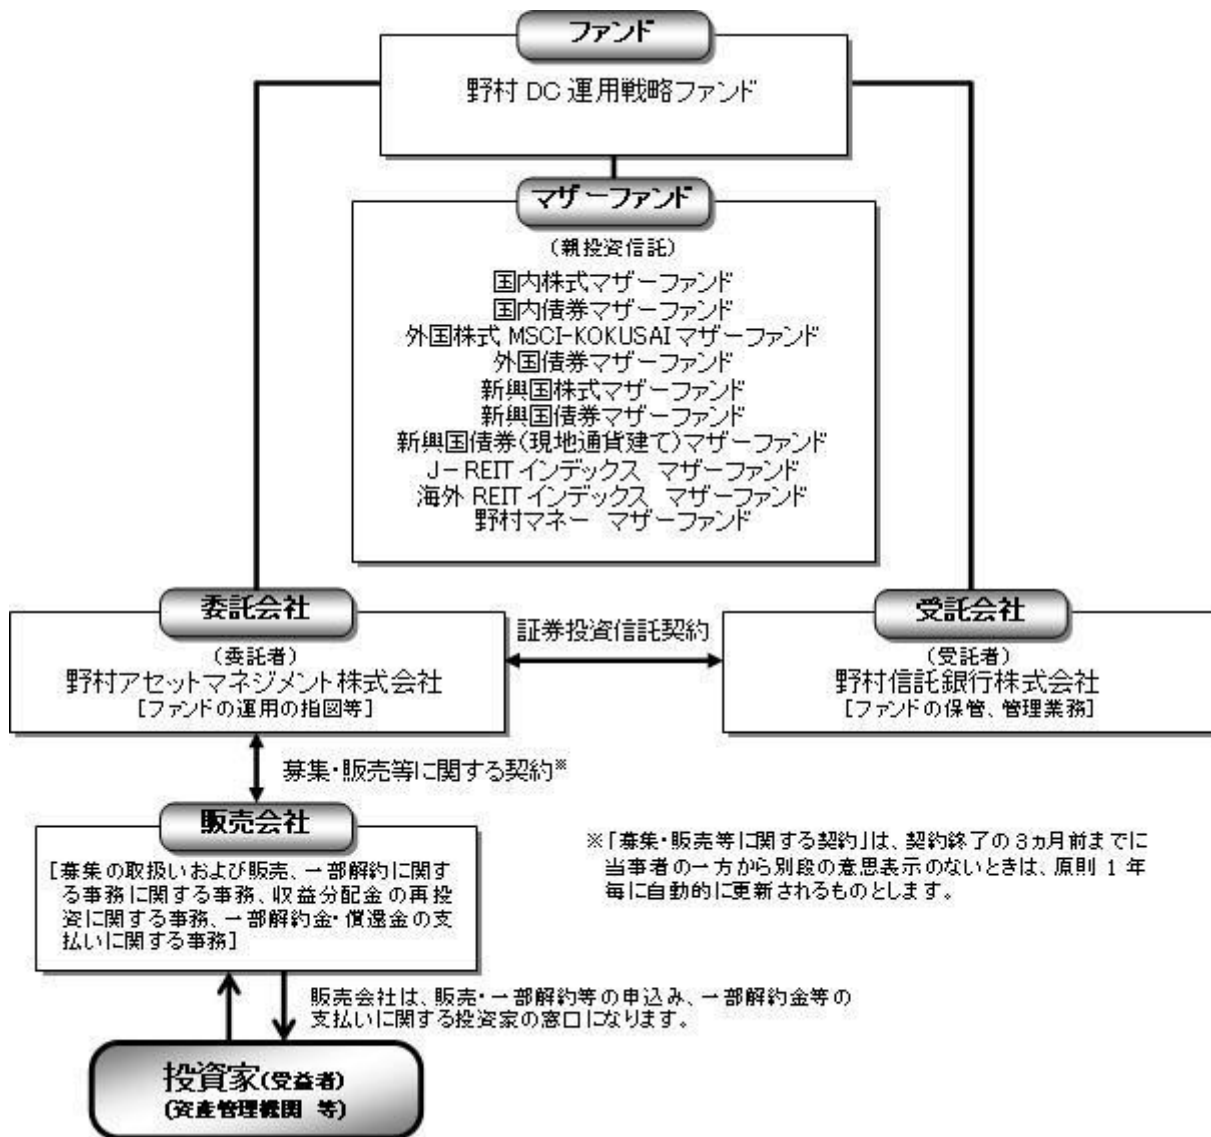 ファンド
野村 DC 運用戦略ファンド
マザーファンド
(親投資信託)
国内株式マザーファンド
国内債券マザーファンド
外国株式 MSCI-KOKUSAI マザーファンド
外国債券マザーファンド
新興国株式マザーファンド
新興国債券マザーファンド
新興国債券(現地通貨建て)マザーファンド
J－REIT インデックス マザーファンド
海外 REIT インデックス マザーファンド
野村マネー マザーファンド
委託会社
(委託者)
野村アセットマネジメント株式会社
[ファンドの運用の指図等]
証券投資信託契約
受託会社
(受託者)
野村信託銀行株式会社
[ファンドの保管、管理業務]
募集・販売等に関する契約※
販売会社
[募集の取扱いおよび販売、一部解約に関す
る事務に関する事務、収益分配金の再投
資に関する事務、一部解約金・償還金の支
払いに関する事務]
※「募集・販売等に関する契約」は、契約終了の3ヵ月前までに
当事者の一方から別段の意思表示のないときは、原則 1 年
毎に自動的に更新されるものとします。
販売会社は、販売・一部解約等の申込み、一部解約金等の
支払いに関する投資家の窓口になります。
投資家(受益者)
(資産管理機関 等)